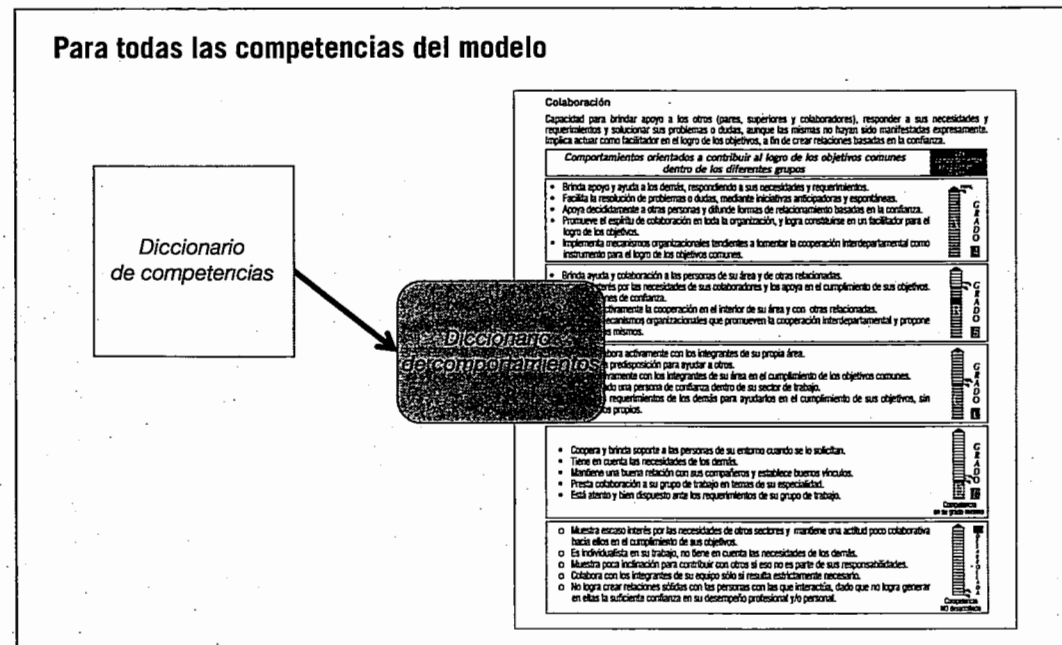 Para todas las competencias del modelo
Diccionario
de competencias
Diccionario
de comportamientos
Colaboración
Capacidad para brindar apoyo a los otros (pares, superiores y colaboradores), responder a sus necesidades y
requerimientos y solucionar sus problemas o dudas, aunque las mismas no hayan sido manifestadas expresamente.
Implica actuar como facilitador en el logro de los objetivos, a fin de crear relaciones basadas en la confianza.
Comportamientos orientados a contribuir al logro de los objetivos comunes
dentro de los diferentes grupos
• Brinda apoyo y ayuda a los demás, respondiendo a sus necesidades y requerimientos.
• Facilita la resolución de problemas o dudas, mediante iniciativas anticipadoras y espontáneas.
• Apoya decididamente a otras personas y difunde formas de relacionamiento basadas en la confianza.
• Promueve el espíritu de colaboración en toda la organización, y logra constituirse en un facilitador para el
logro de los objetivos.
• Implementa mecanismos organizacionales tendientes a fomentar la cooperación interdepartamental como
instrumento para el logro de los objetivos comunes.
GRADO
• Brinda ayuda y colaboración a las personas de su área y de otras relacionadas.
por las necesidades de sus colaboradores y los apoya en el cumplimiento de sus objetivos.
de confianza.
la cooperación en el interior de su área y con otras relacionadas.
organizacionales que promueven la cooperación interdepartamental y propone
mismos.
GRADO
activamente con los integrantes de su propia área.
predisposición para ayudar a otros.
con los integrantes de su área en el cumplimiento de los objetivos comunes.
una persona de confianza dentro de su sector de trabajo.
requerimientos de los demás para ayudarlos en el cumplimiento de sus objetivos, sin
propios.
GRADO
• Coopera y brinda soporte a las personas de su entorno cuando se lo solicitan.
• Tiene en cuenta las necesidades de los demás.
• Mantiene una buena relación con sus compañeros y establece buenos vínculos.
• Presta colaboración a su grupo de trabajo en temas de su especialidad.
• Está atento y bien dispuesto ante los requerimientos de su grupo de trabajo.
GRADO
Competencia
en su grado mínimo
o Muestra escaso interés por las necesidades de otros sectores y mantiene una actitud poco colaborativa
hacia ellos en el cumplimiento de sus objetivos.
o Es individualista en su trabajo, no tiene en cuenta las necesidades de los demás.
o Muestra poca inclinación para contribuir con otros si eso no es parte de sus responsabilidades.
o Colabora con los integrantes de su equipo sólo si resulta estrictamente necesario.
o No logra crear relaciones sólidas con las personas con las que interactúa, dado que no logra generar
en ellas la suficiente confianza en su desempeño profesional y/o personal.
Competencia
NO desarrollada